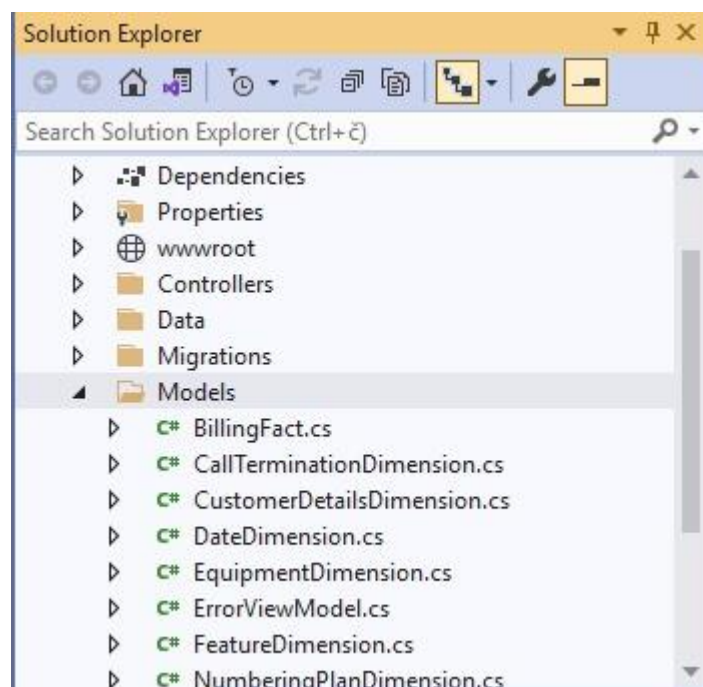 Solution Explorer
Search Solution Explorer (Ctrl+č)
Dependencies
Properties
wwwroot
Controllers
Data
Migrations
Models
C# BillingFact.cs
C# CallTerminationDimension.cs
C# CustomerDetailsDimension.cs
C# DateDimension.cs
C# EquipmentDimension.cs
C# ErrorViewModel.cs
C# FeatureDimension.cs
C# NumberingPlanDimension.cs